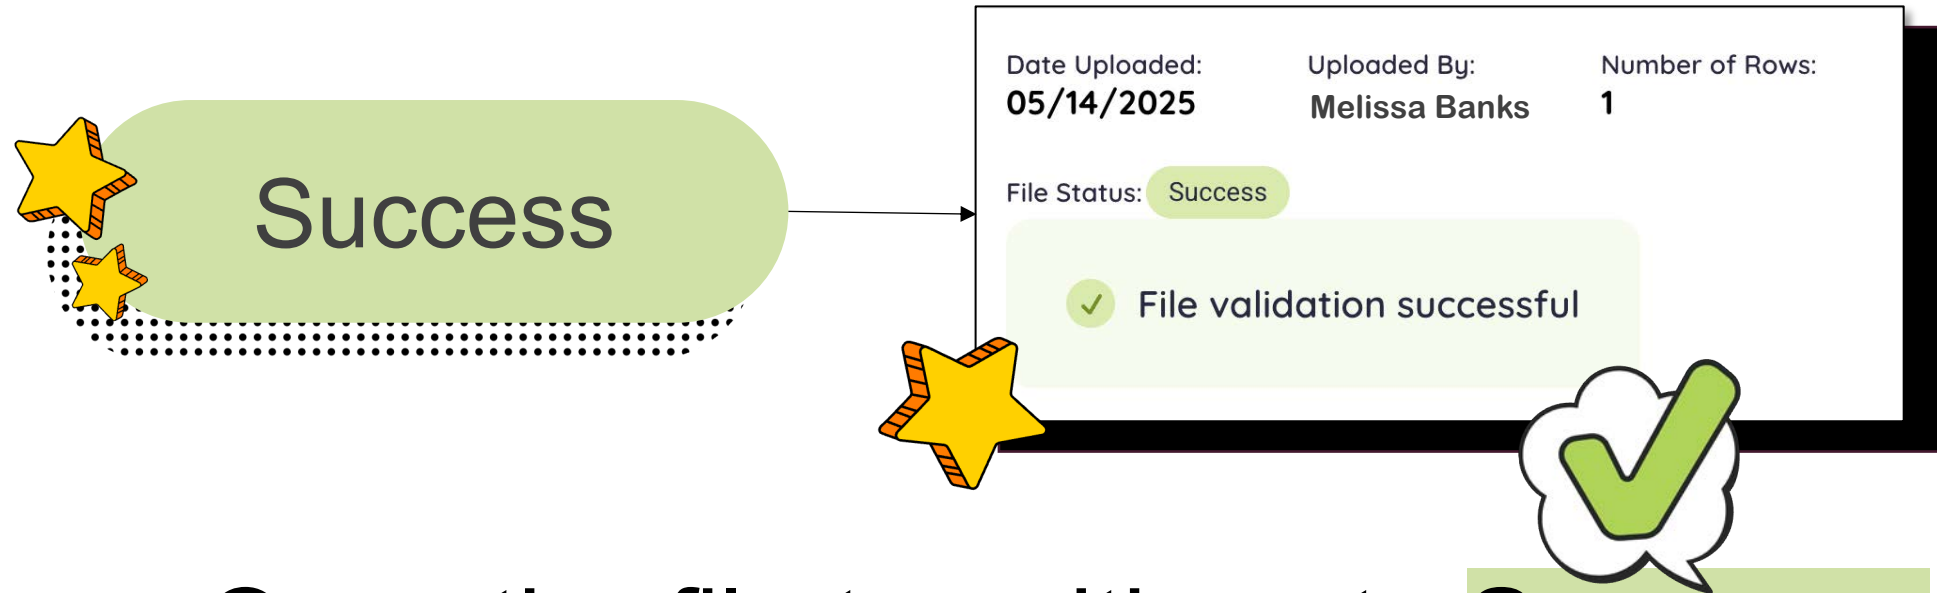 Success
Date Uploaded: Uploaded By: Number of Rows:
05/14/2025 Melissa Banks 1
File Status: Success
File validation successful